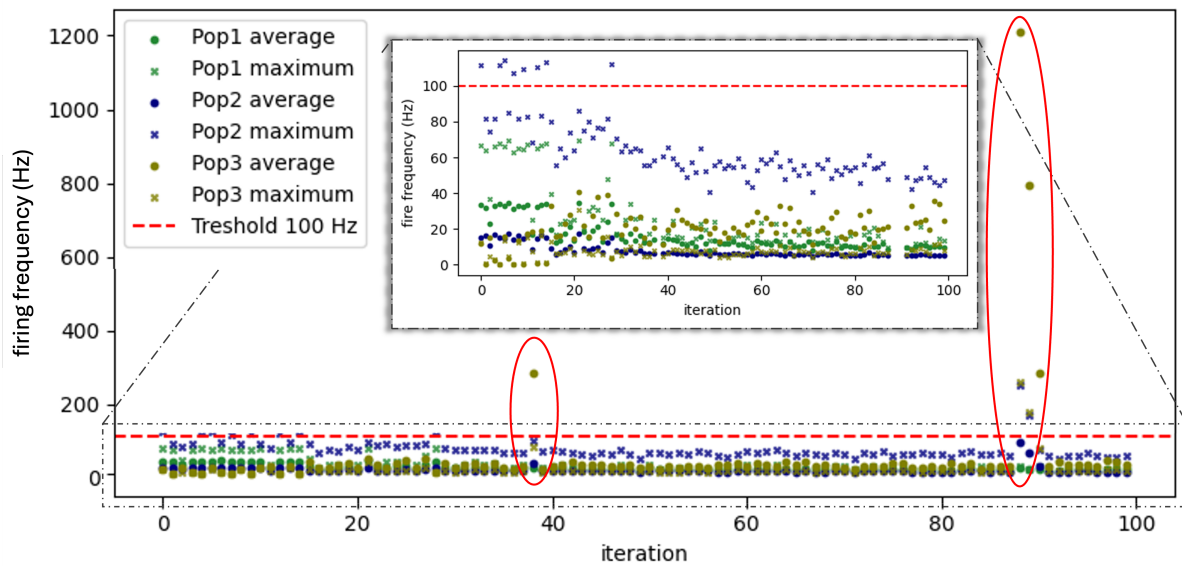 1200
1000
800
600
400
200
0
firing frequency (Hz)
Pop1 average
Pop1 maximum
Pop2 average
Pop2 maximum
Pop3 average
Pop3 maximum
Treshold 100 Hz
100
80
60
40
20
0
fire frequency (Hz)
0 20 40 60 80 100
iteration
0 20 40 60 80 100
iteration